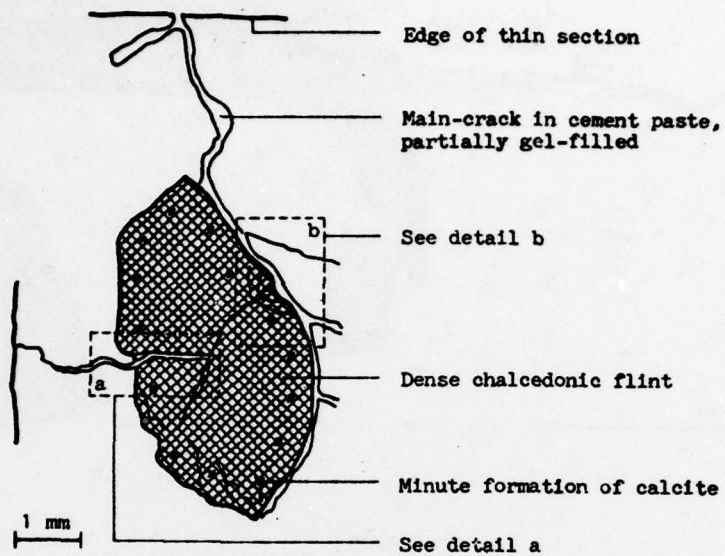 Edge of thin section
Main-crack in cement paste,
partially gel-filled
b
See detail b
a
Dense chalcedonic flint
Minute formation of calcite
1 mm
See detail a